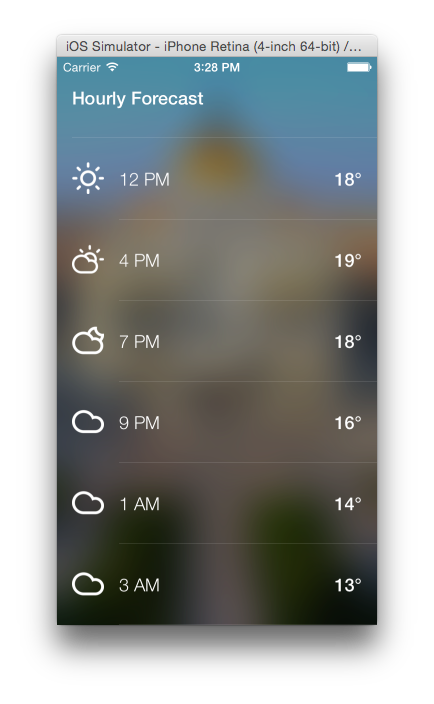 iOS Simulator - iPhone Retina (4-inch 64-bit) /...
Carrier 3:28 PM
Hourly Forecast
12 PM 18°
4 PM 19°
7 PM 18°
9 PM 16°
1 AM 14°
3 AM 13°